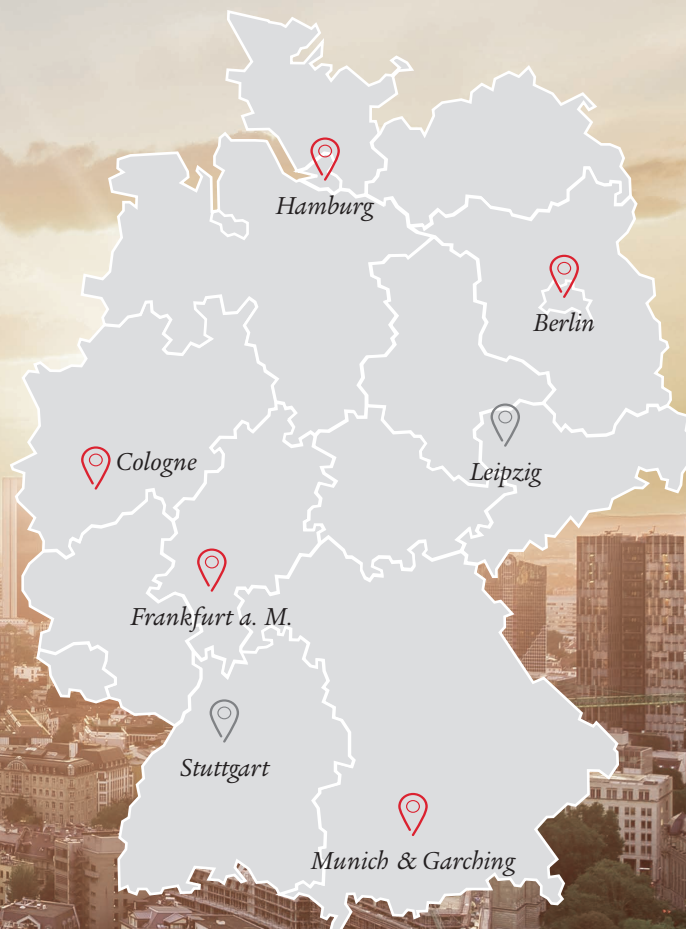 Hamburg
Berlin
Cologne
Leipzig
Frankfurt a. M.
Stuttgart
Munich & Garching